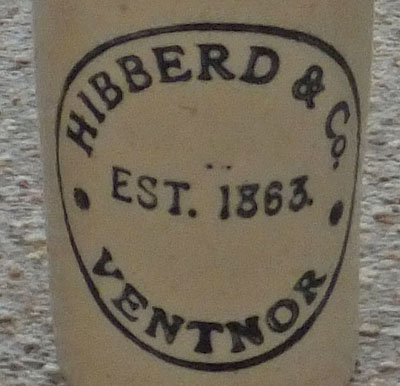 HIBBERD & Co.
EST. 1863.
VENTNOR